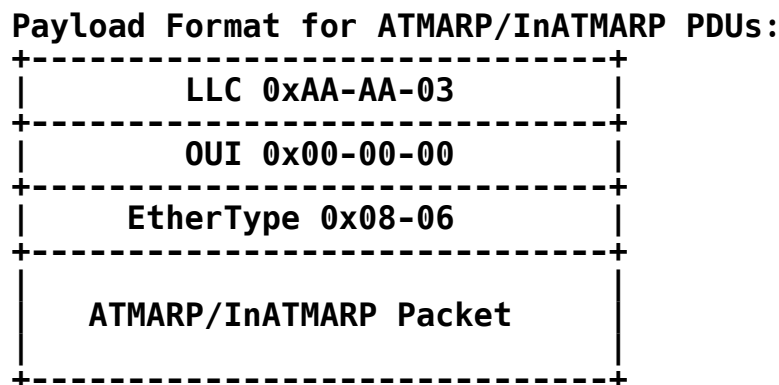 Payload Format for ATMARP/InATMARP PDUs:
+------------------------------+
|        LLC 0xAA-AA-03        |
+------------------------------+
|        OUI 0x00-00-00        |
+------------------------------+
|     EtherType 0x08-06        |
+------------------------------+
|                              |
|   ATMARP/InATMARP Packet     |
|                              |
+------------------------------+